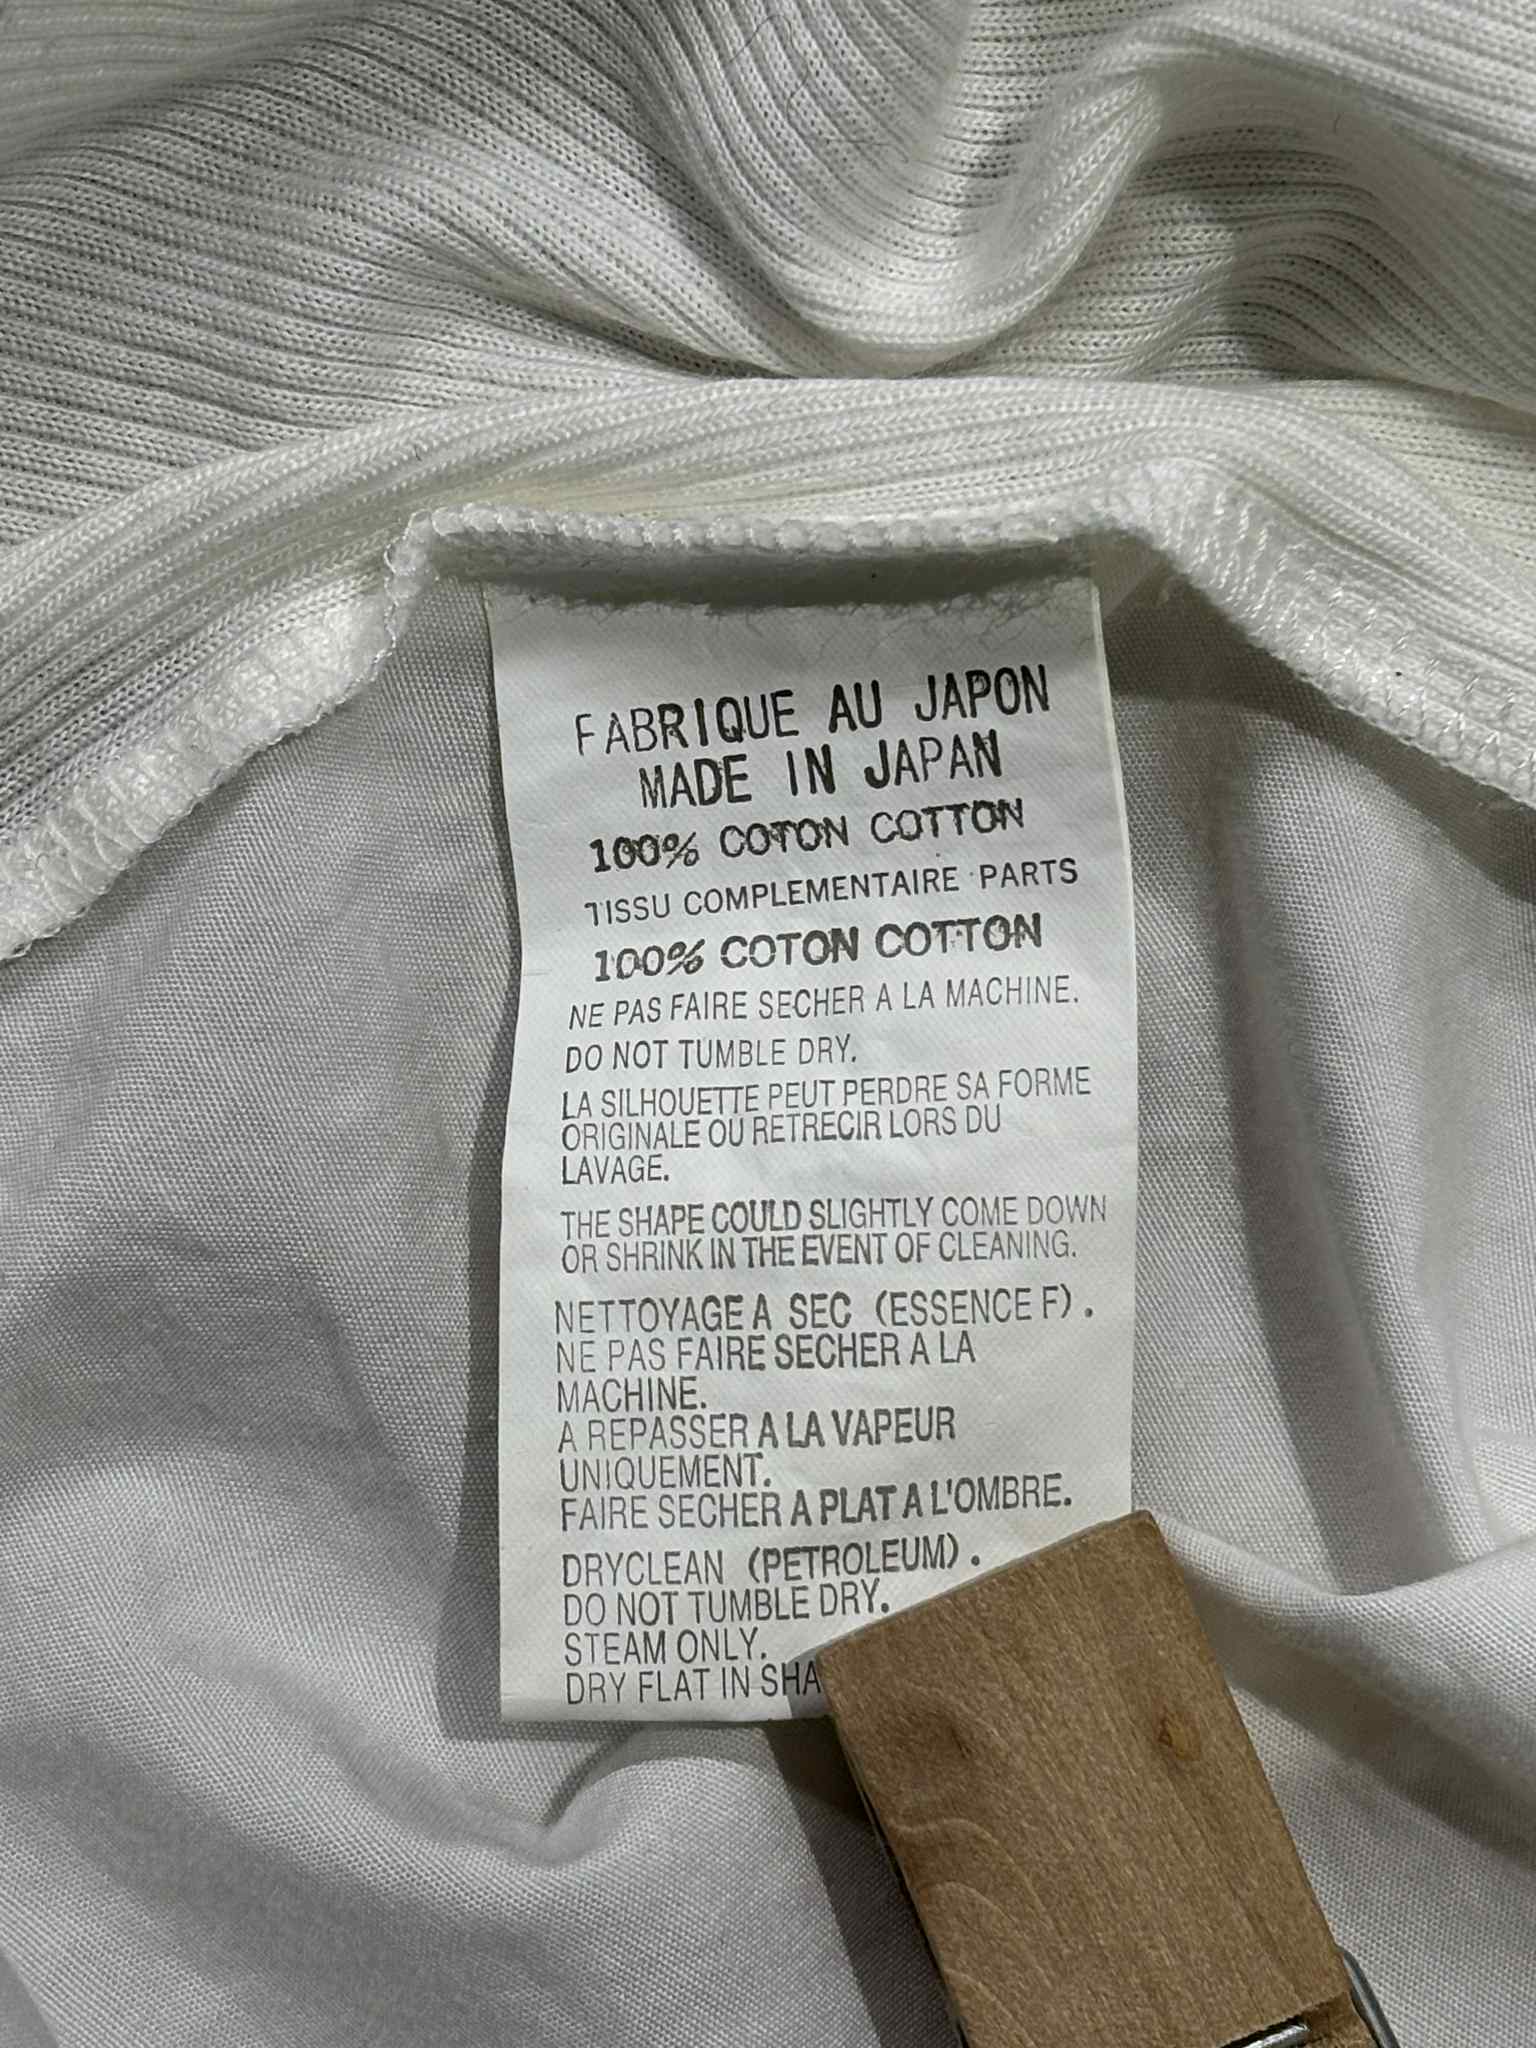 FABRIQUE AU JAPON
MADE IN JAPAN
100% COTON COTTON
TISSU COMPLEMENTAIRE PARTS
100% COTON COTTON
NE PAS FAIRE SECHER A LA MACHINE.
DO NOT TUMBLE DRY.
LA SILHOUETTE PEUT PERDRE SA FORME
ORIGINALE OU RETRECIR LORS DU
LAVAGE.
THE SHAPE COULD SLIGHTLY COME DOWN
OR SHRINK IN THE EVENT OF CLEANING.
NETTOYAGE A SEC (ESSENCE F).
NE PAS FAIRE SECHER A LA
MACHINE.
A REPASSER A LA VAPEUR
UNIQUEMENT.
FAIRE SECHER A PLAT A L'OMBRE.
DRYCLEAN (PETROLEUM).
DO NOT TUMBLE DRY.
STEAM ONLY.
DRY FLAT IN SHA